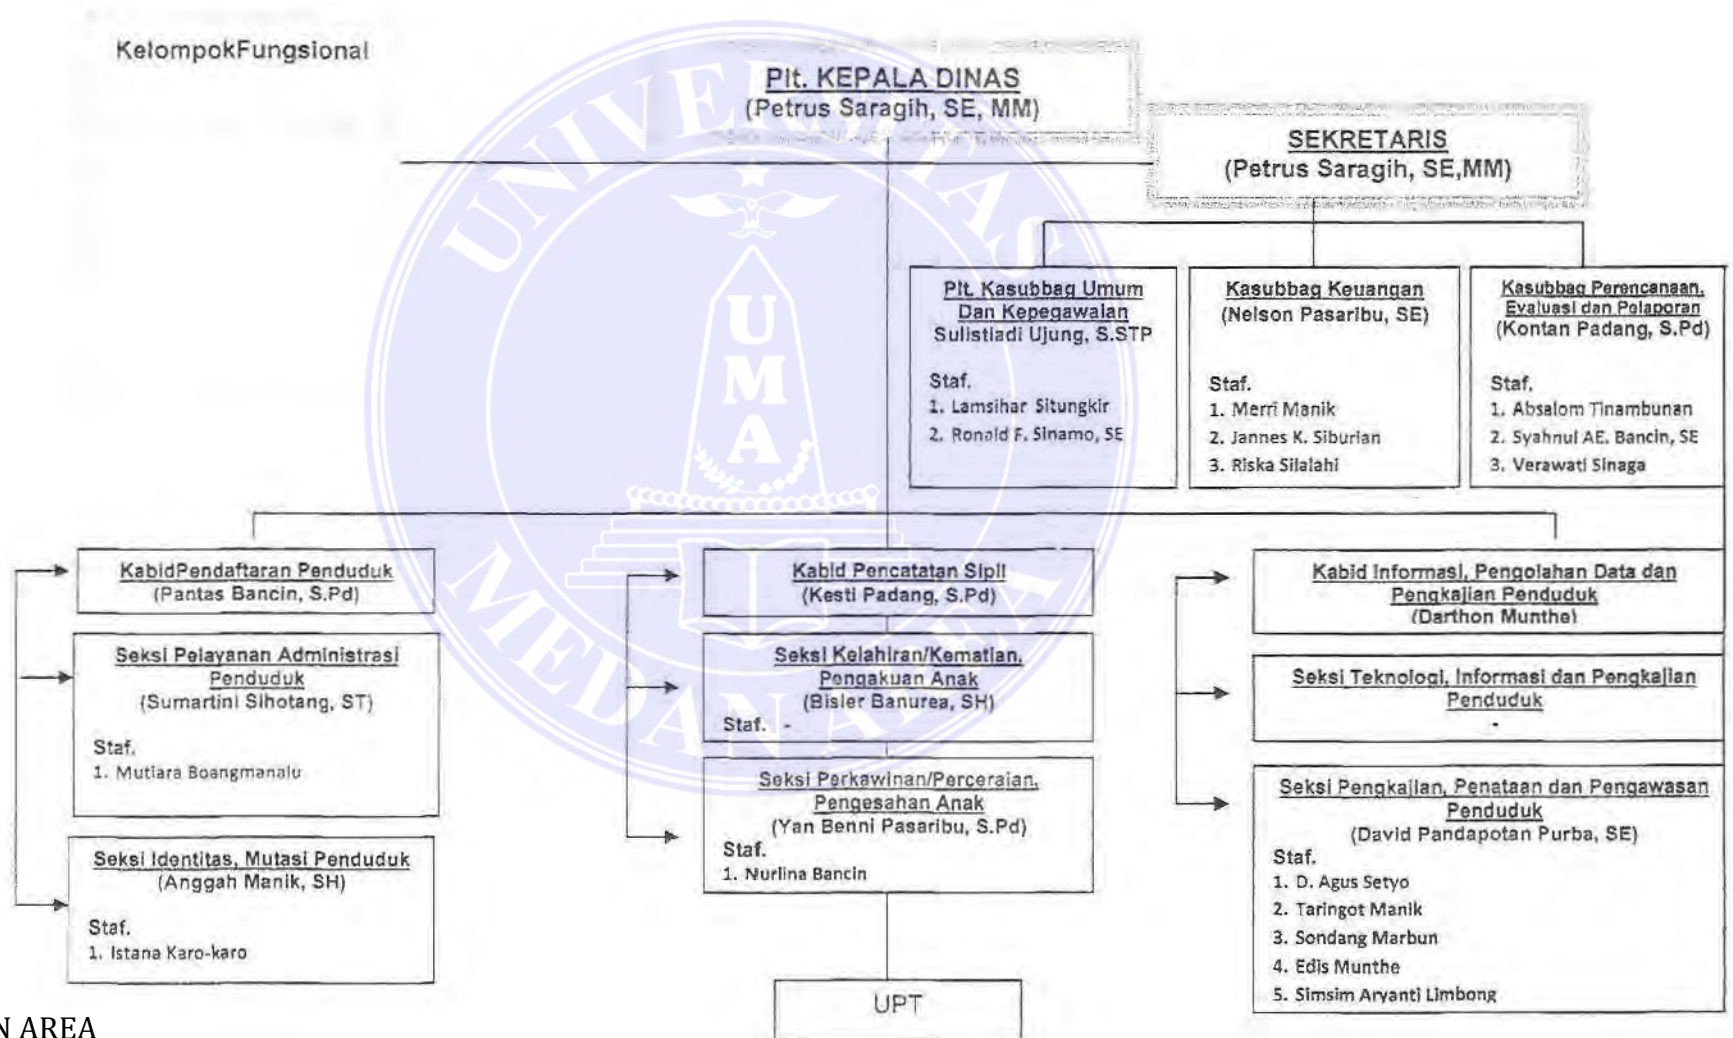 KelompokFungsional
Plt. KEPALA DINAS
(Petrus Saragih, SE, MM)
SEKRETARIS
(Petrus Saragih, SE,MM)
Plt. Kasubbag Umum
Dan Kepegawaian
Sulistiadi Ujung, S.STP
Staf.
1. Lamsihar Situngkir
2. Ronald F. Sinamo, SE
Kasubbag Keuangan
(Nelson Pasaribu, SE)
Staf.
1. Merri Manik
2. Jannes K. Siburian
3. Riska Silalahi
Kasubbag Perencanaan,
Evaluasi dan Pelaporan
(Kontan Padang, S.Pd)
Staf.
1. Absalom Tinambunan
2. Syahnul AE. Bancin, SE
3. Verawati Sinaga
KabidPendaftaran Penduduk
(Pantas Bancin, S.Pd)
Seksi Pelayanan Administrasi
Penduduk
(Sumartini Sihotang, ST)
Staf.
1. Mutiara Boangmanalu
Seksi Identitas, Mutasi Penduduk
(Anggah Manik, SH)
Staf.
1. Istana Karo-karo
Kabid Pencatatan Sipil
(Kesti Padang, S.Pd)
Seksi Kelahiran/Kematian,
Pengakuan Anak
(Bisler Banurea, SH)
Staf. -
Seksi Perkawinan/Perceraian,
Pengesahan Anak
(Yan Benni Pasaribu, S.Pd)
Staf.
1. Nurlina Bancin
Kabid Informasi, Pengolahan Data dan
Pengkajian Penduduk
(Darthon Munthe)
Seksi Teknologi, Informasi dan Pengkajian
Penduduk
-
Seksi Pengkajian, Penataan dan Pengawasan
Penduduk
(David Pandapotan Purba, SE)
Staf.
1. D. Agus Setyo
2. Taringot Manik
3. Sondang Marbun
4. Edis Munthe
5. Simsim Aryanti Limbong
UPT
UNIVERSITAS
MEDAN AREA
UMA
N AREA